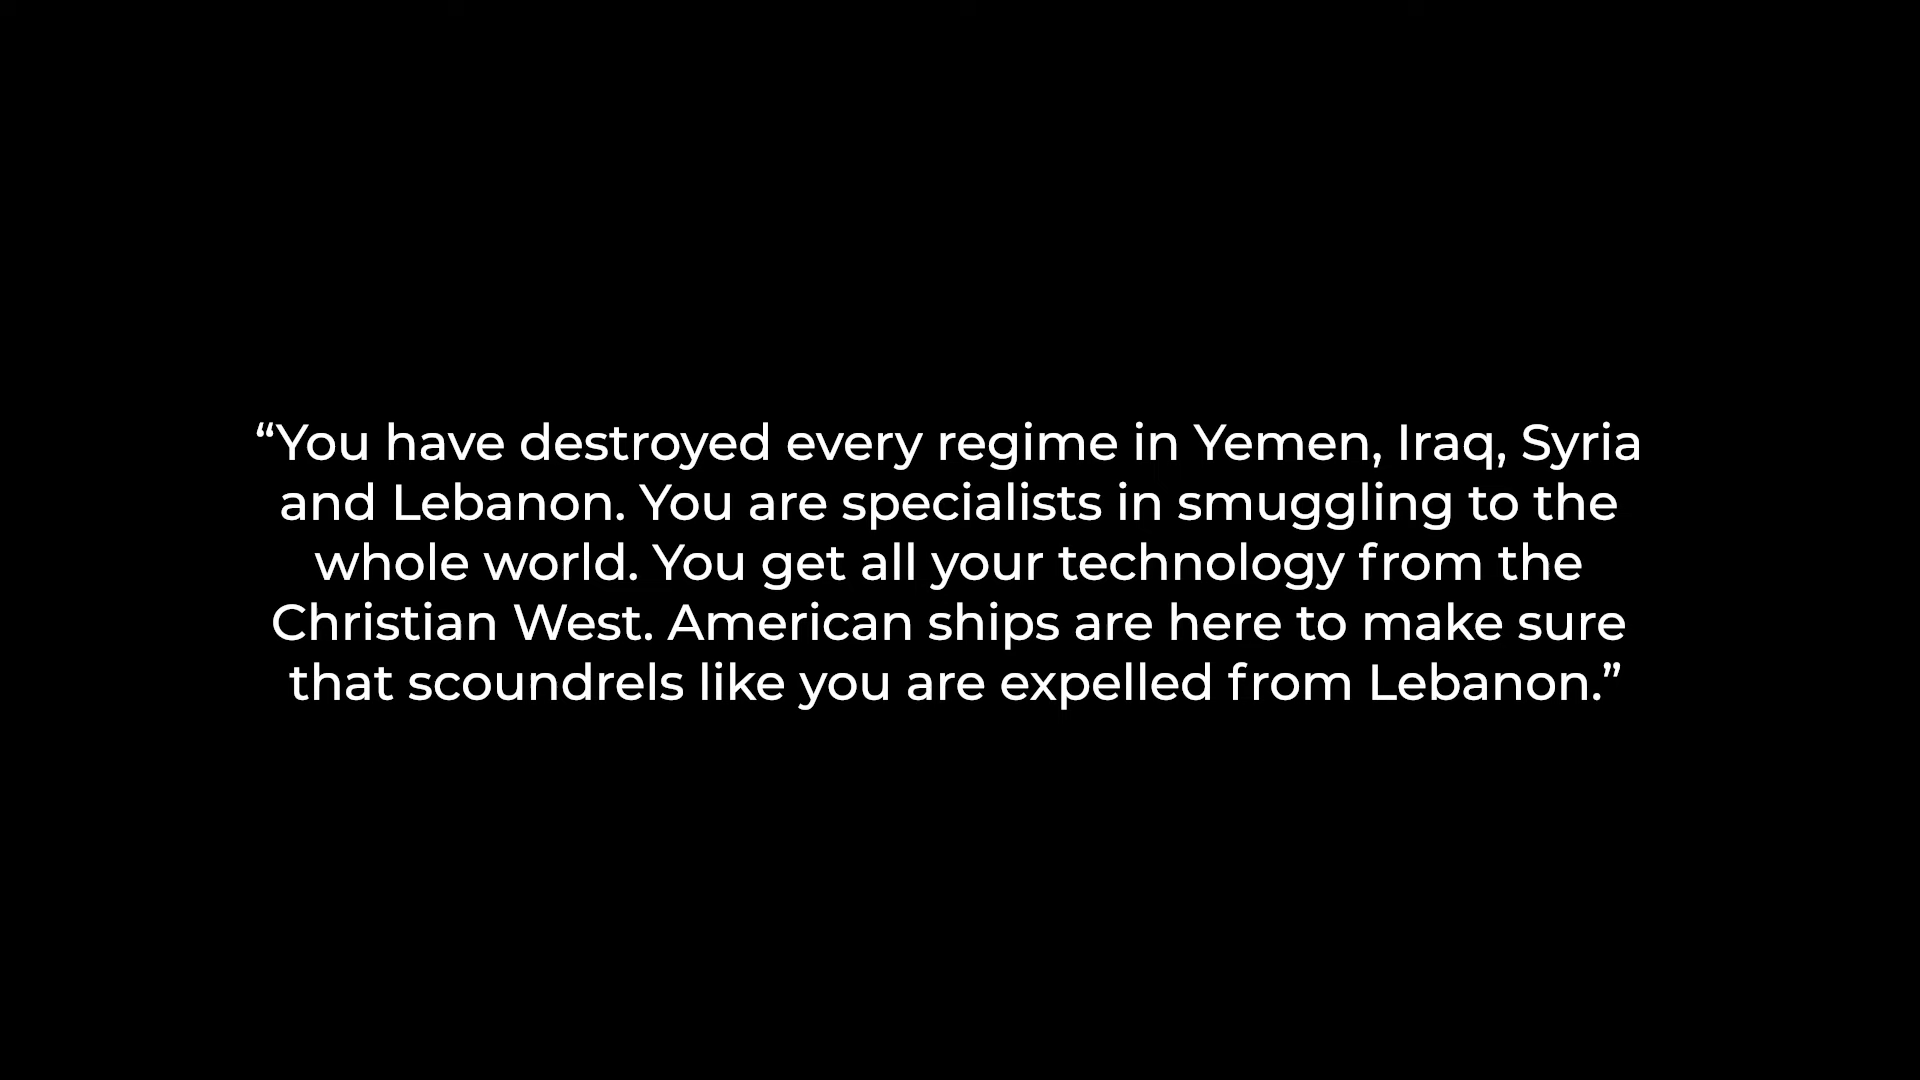 “You have destroyed every regime in Yemen, Iraq, Syria
and Lebanon. You are specialists in smuggling to the
whole world. You get all your technology from the
Christian West. American ships are here to make sure
that scoundrels like you are expelled from Lebanon.”